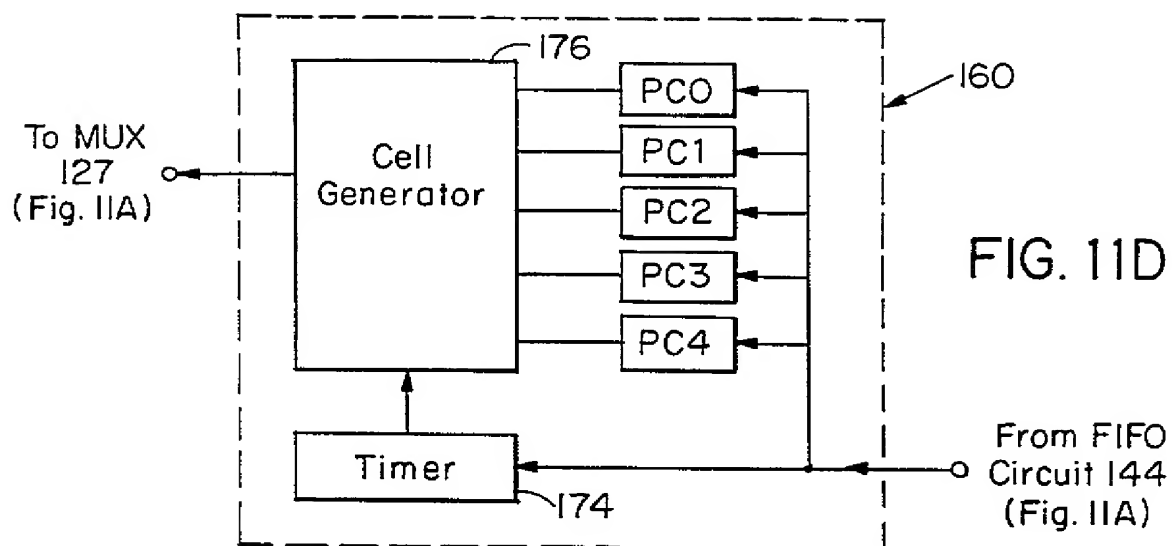 176
PC0
160
To MUX
127
(Fig. 11A)
Cell
Generator
PC1
PC2
PC3
PC4
FIG. 11D
Timer
174
From FIFO
Circuit 144
(Fig. 11A)